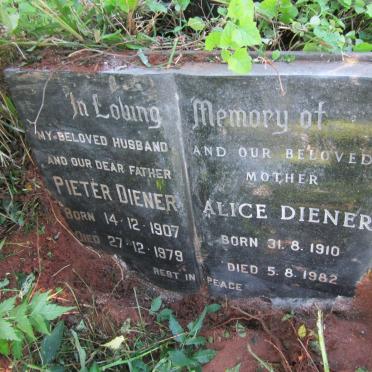 In Loving Memory of
MY BELOVED HUSBAND
AND OUR DEAR FATHER
PIETER DIENER
BORN 14.12.1907
DIED 27.12.1979
AND OUR BELOVED
MOTHER
ALICE DIENER
BORN 31.8.1910
DIED 5.8.1982
REST IN PEACE